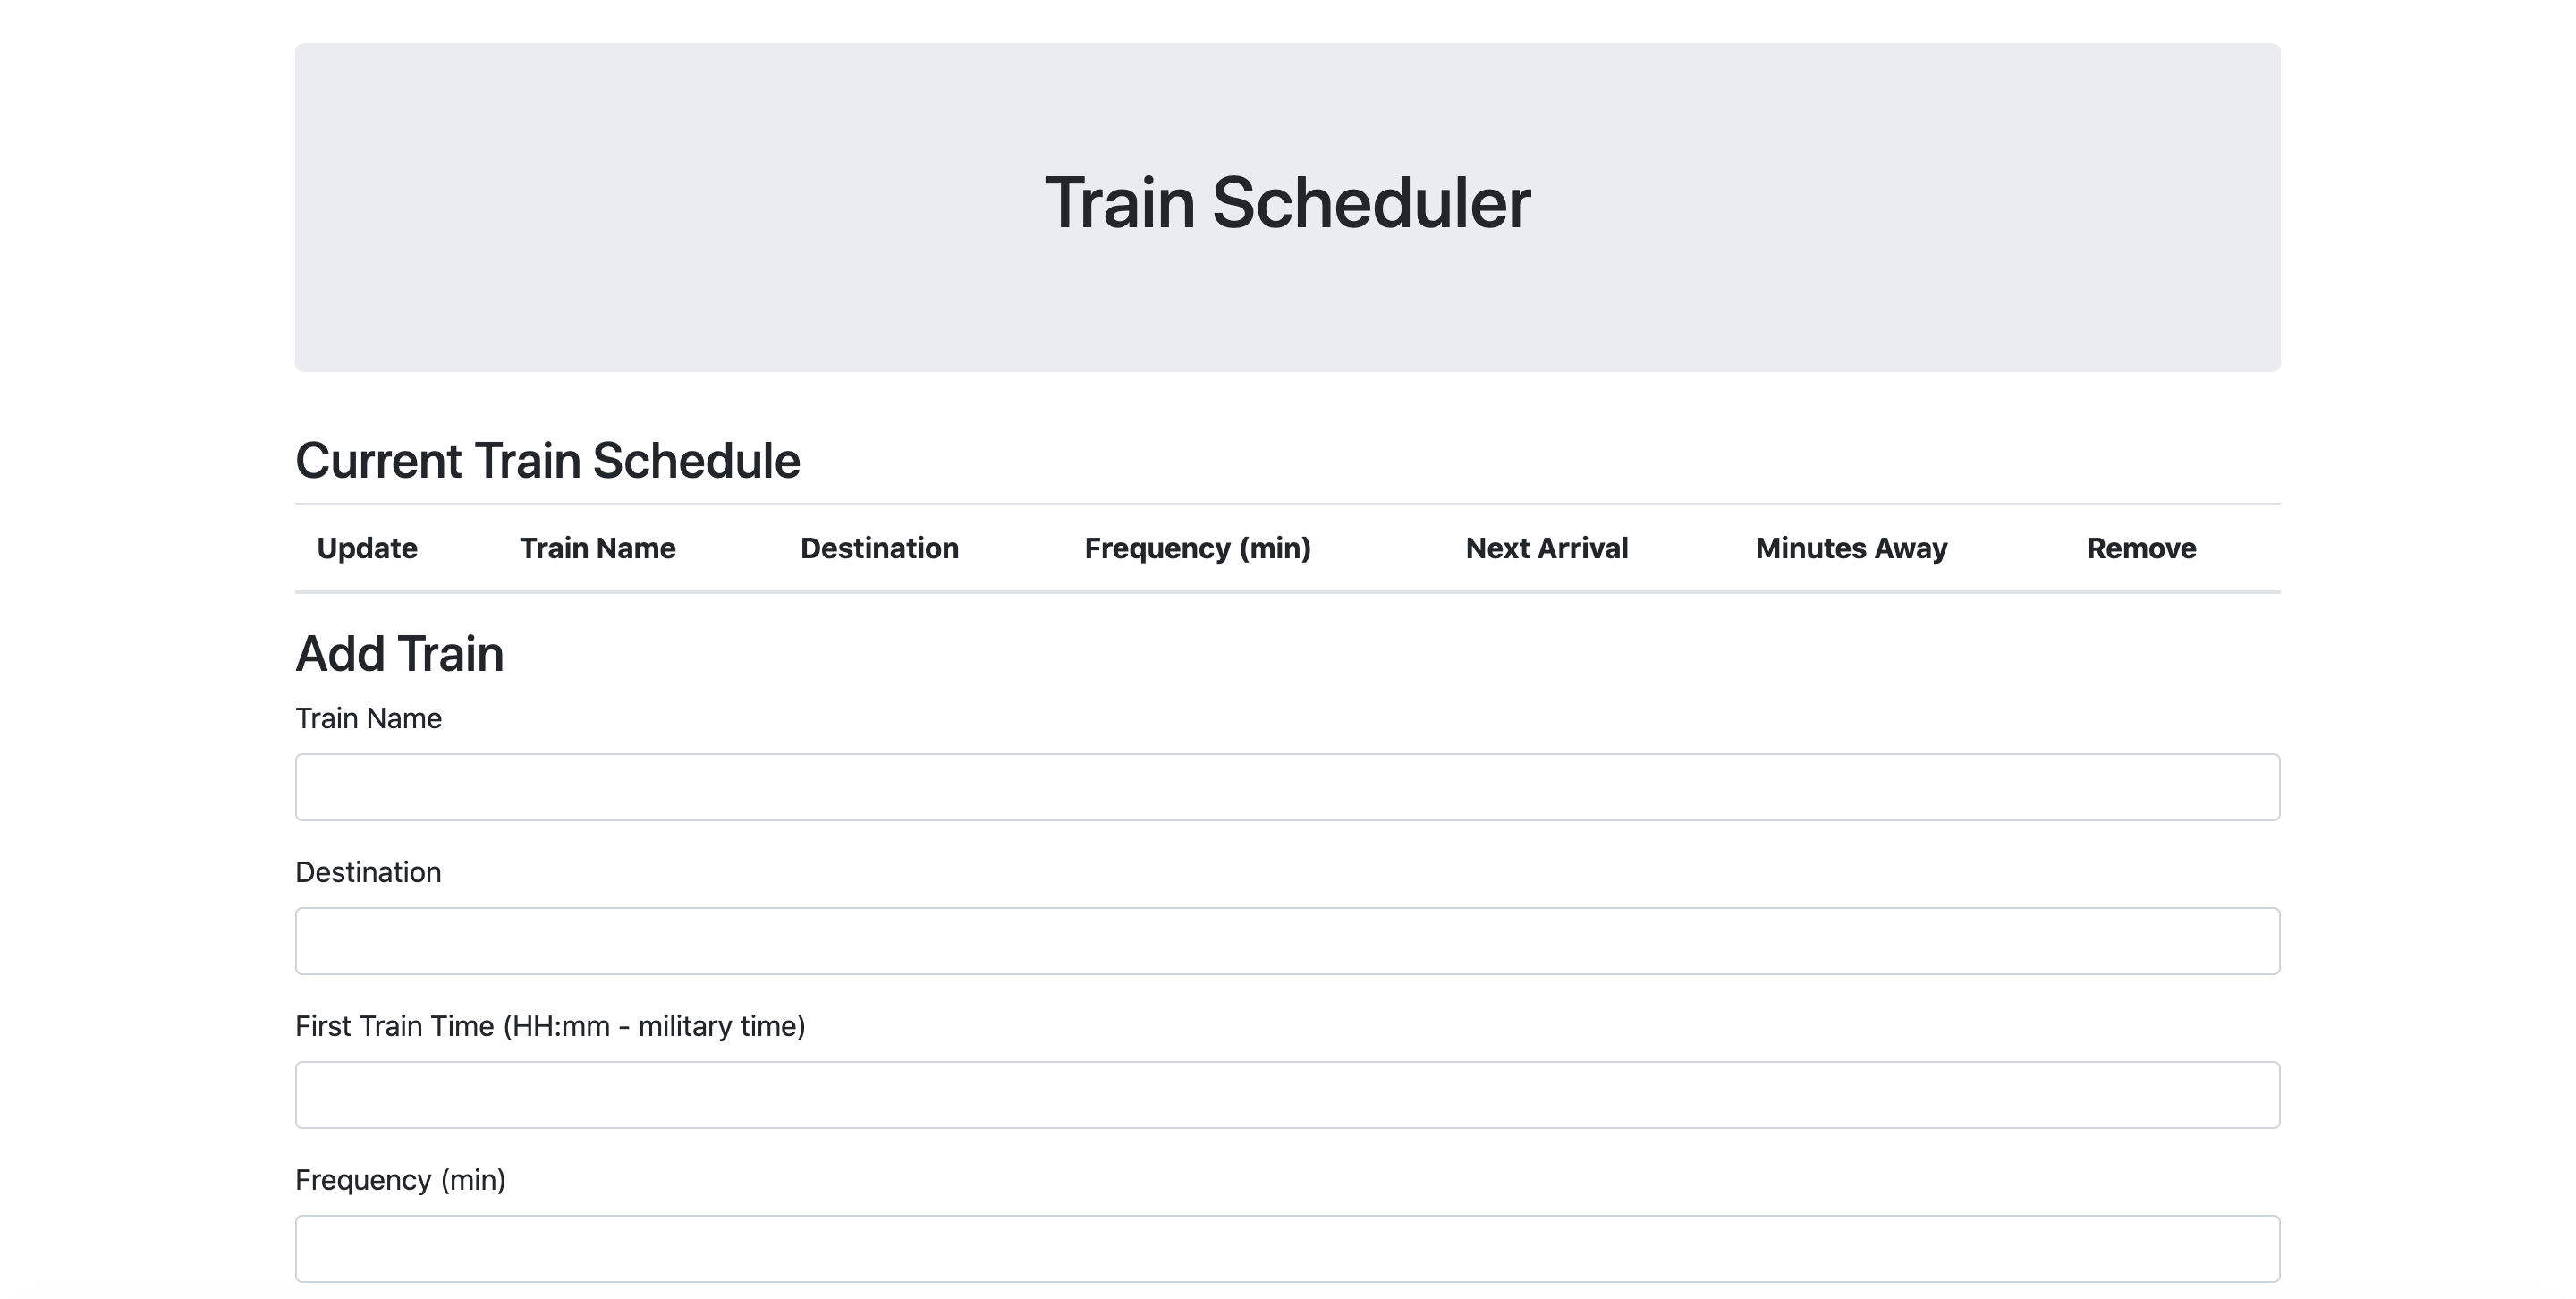 Train Scheduler
Current Train Schedule
Update Train Name Destination Frequency (min) Next Arrival Minutes Away Remove
Add Train
Train Name
Destination
First Train Time (HH:mm - military time)
Frequency (min)